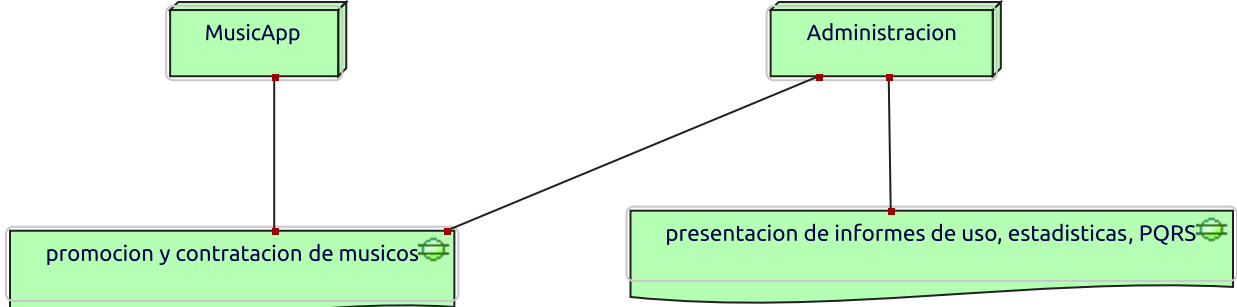 MusicApp
Administracion
promocion y contratacion de musicos
presentacion de informes de uso, estadisticas, PQRS